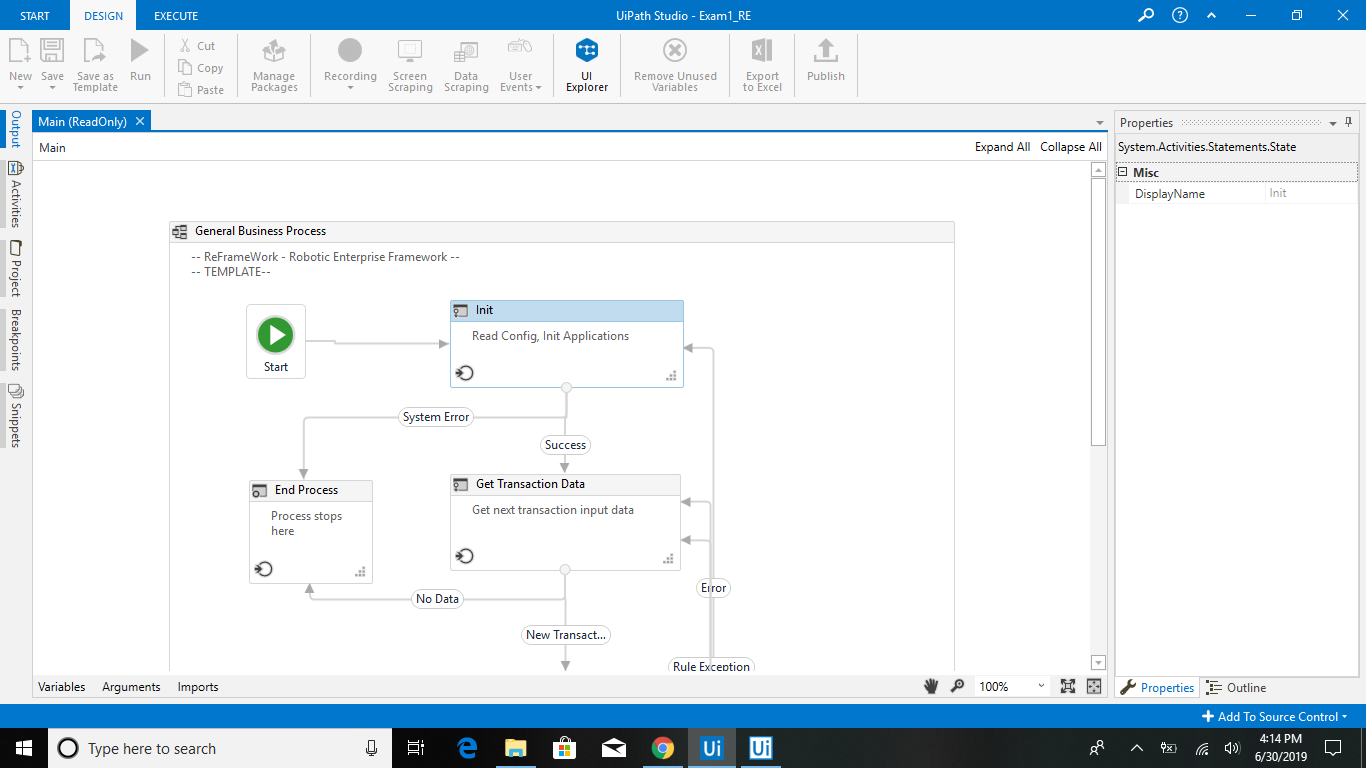 START DESIGN EXECUTE UiPath Studio - Exam1_RE
New Save Save as Template Run
Cut
Copy
Paste
Manage Packages
Recording
Screen Scraping
Data Scraping
User Events
UI Explorer
Remove Unused Variables
Export to Excel
Publish
Output
Activities
Project
Breakpoints
Snippets
Main (ReadOnly)
Main Expand All Collapse All
General Business Process
-- ReFrameWork - Robotic Enterprise Framework --
-- TEMPLATE--
Start
Init
Read Config, Init Applications
System Error
Success
End Process
Process stops
here
Get Transaction Data
Get next transaction input data
No Data
Error
New Transact...
Rule Exception
Variables Arguments Imports 100%
Properties
System.Activities.Statements.State
Misc
DisplayName Init
Properties Outline
Add To Source Control
Type here to search
Ui Ui
4:14 PM
6/30/2019